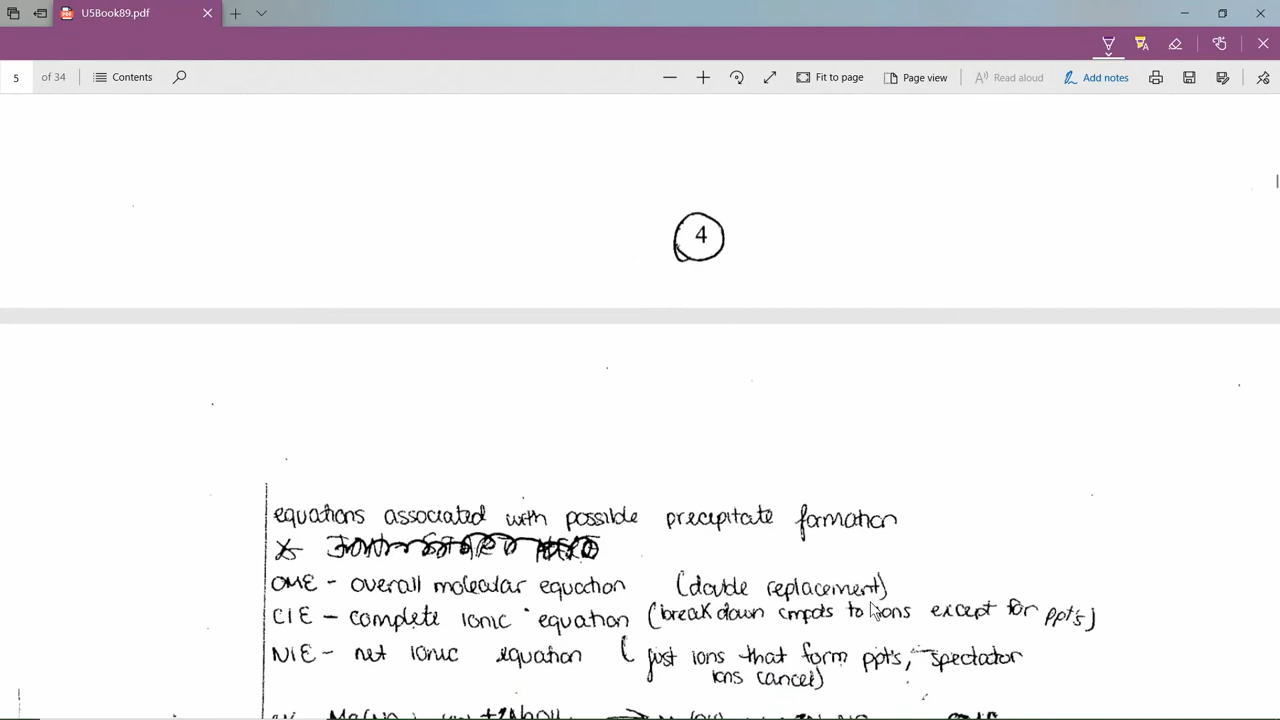 U5Book89.pdf
5 of 34 Contents Fit to page Page view Read aloud Add notes
4
equations associated with possible precipitate formation
OME - overall molecular equation (double replacement)
CIE - complete ionic equation (break down cmpds to ions except for ppt's)
NIE - net ionic equation ( just ions that form ppt's, spectator
ions cancel)